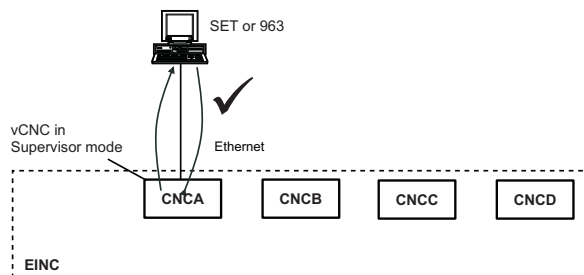 SET or 963
vCNC in
Supervisor mode
Ethernet
CNCA
CNCB
CNCC
CNCD
EINC